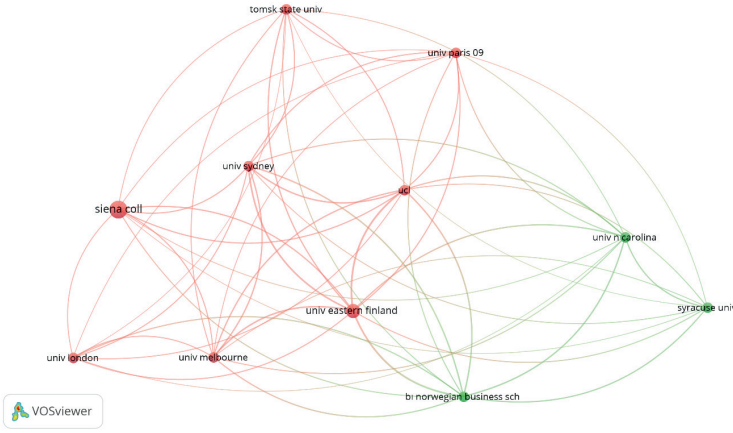 tomsk state univ
univ paris 09
univ sydney
ucl
siena coll
univ n carolina
syracuse univ
univ eastern finland
univ london
univ melbourne
bi norwegian business sch
VOSviewer